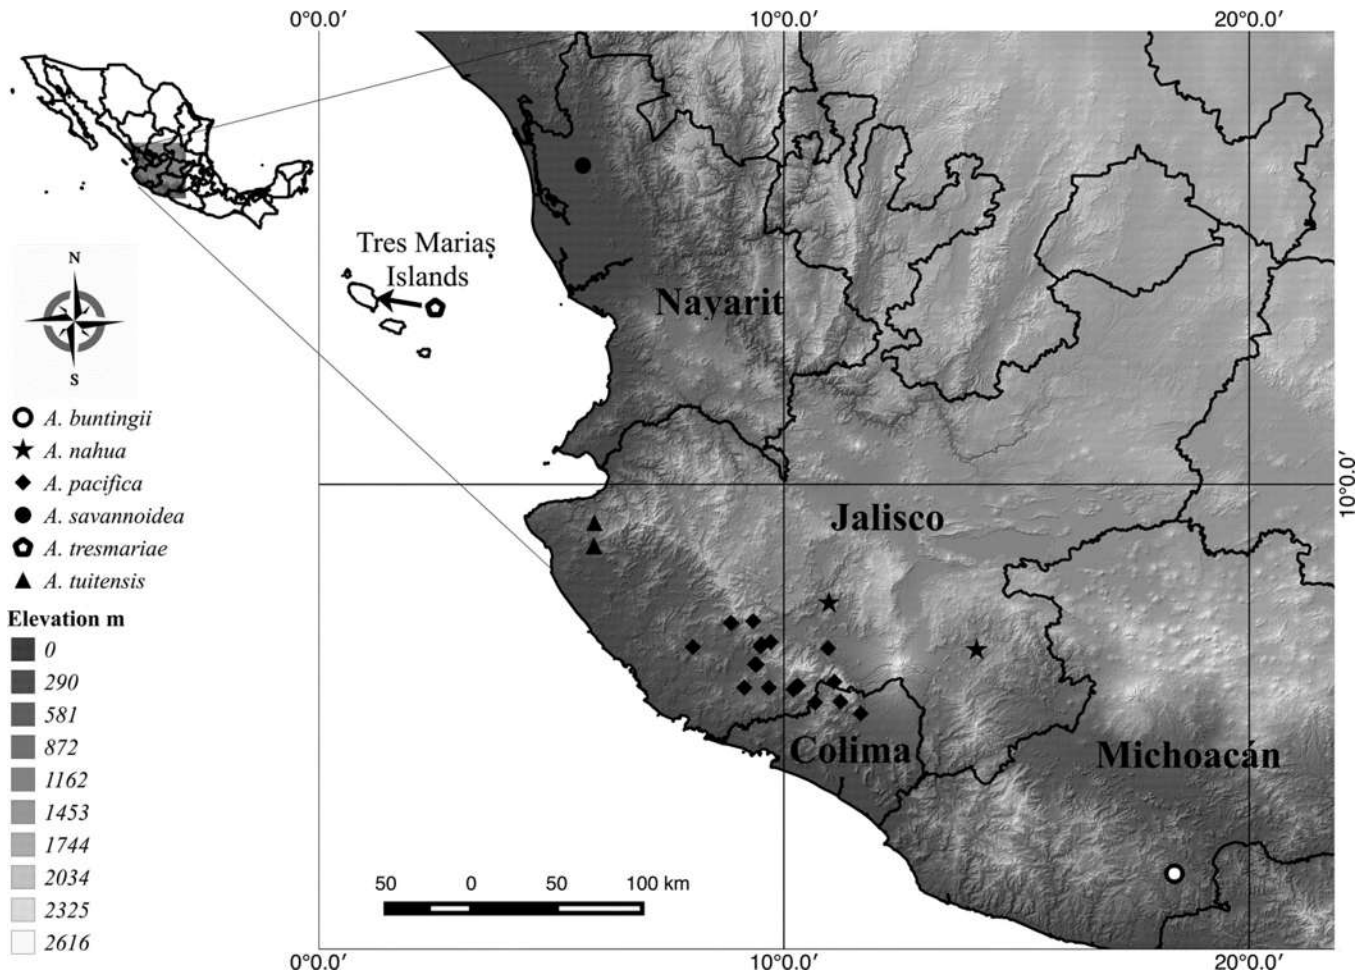 0°0.0′ 10°0.0′ 20°0.0′
Tres Marias
Islands
N
S
Nayarit
10°0.0′
Jalisco
Colima
Michoacán
A. buntingii
A. nahua
A. pacifica
A. savannoidea
A. tresmariae
A. tuitensis
Elevation m
0
290
581
872
1162
1453
1744
2034
2325
2616
50 0 50 100 km
0°0.0′ 10°0.0′ 20°0.0′